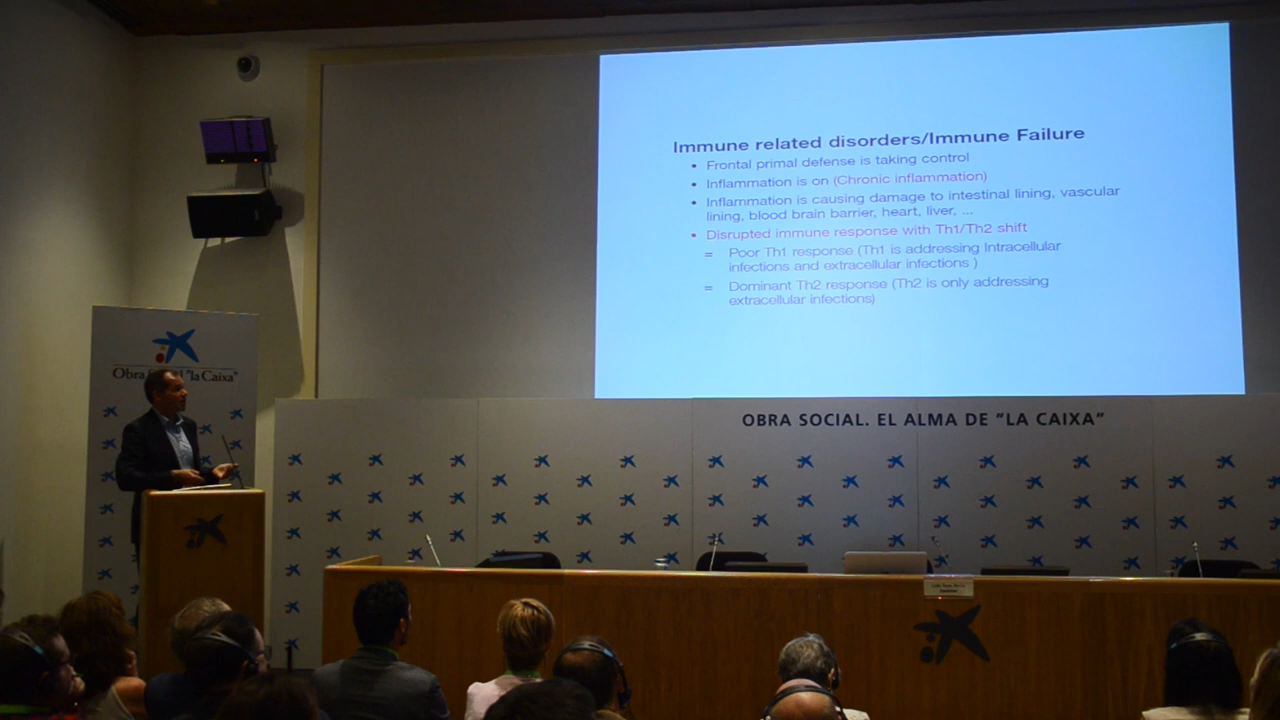 Immune related disorders/Immune Failure
• Frontal primal defense is taking control
• Inflammation is on (Chronic inflammation)
• Inflammation is causing damage to intestinal lining, vascular
lining, blood brain barrier, heart, liver, ...
• Disrupted immune response with Th1/Th2 shift
= Poor Th1 response (Th1 is addressing Intracellular
infections and extracellular infections )
= Dominant Th2 response (Th2 is only addressing
extracellular infections)
Obra "la Caixa"
OBRA SOCIAL. EL ALMA DE "LA CAIXA"